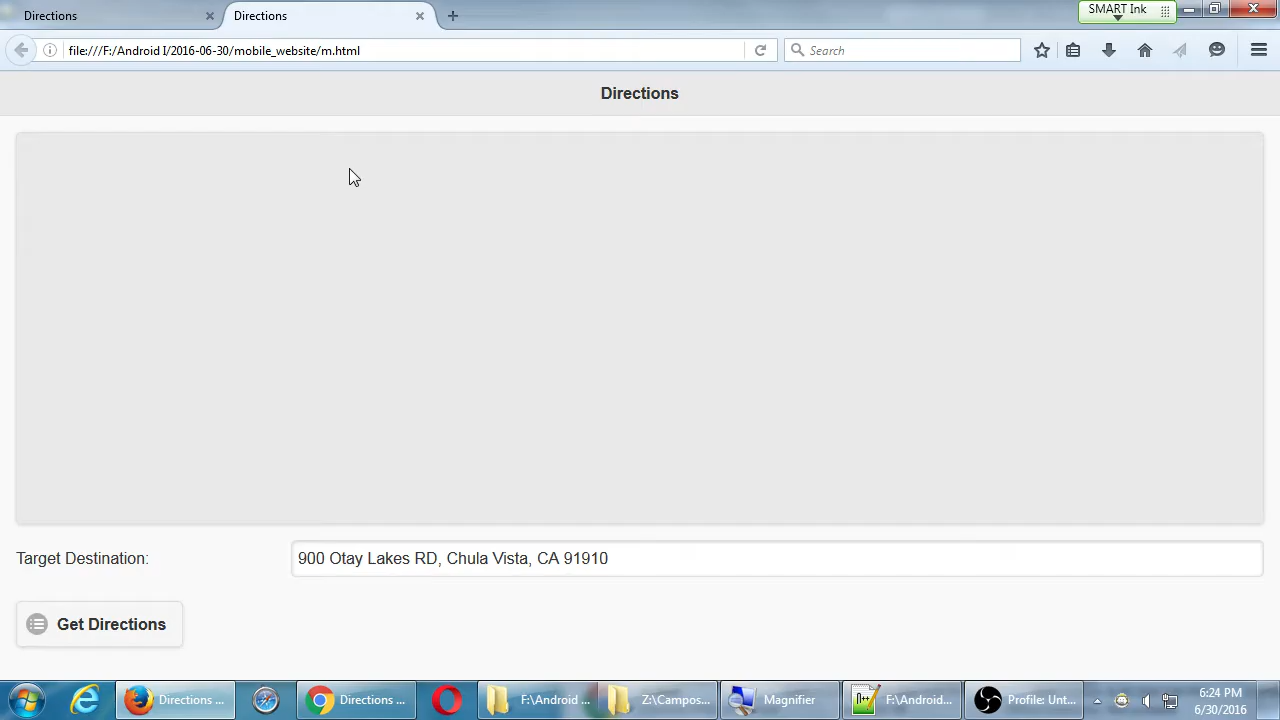 Directions
Directions
SMART Ink
file:///F:/Android I/2016-06-30/mobile_website/m.html
Search
Directions
Target Destination:
900 Otay Lakes RD, Chula Vista, CA 91910
Get Directions
Directions ...
Directions ...
F:\Android ...
Z:\Campos...
Magnifier
F:\Android...
Profile: Unt...
6:24 PM
6/30/2016